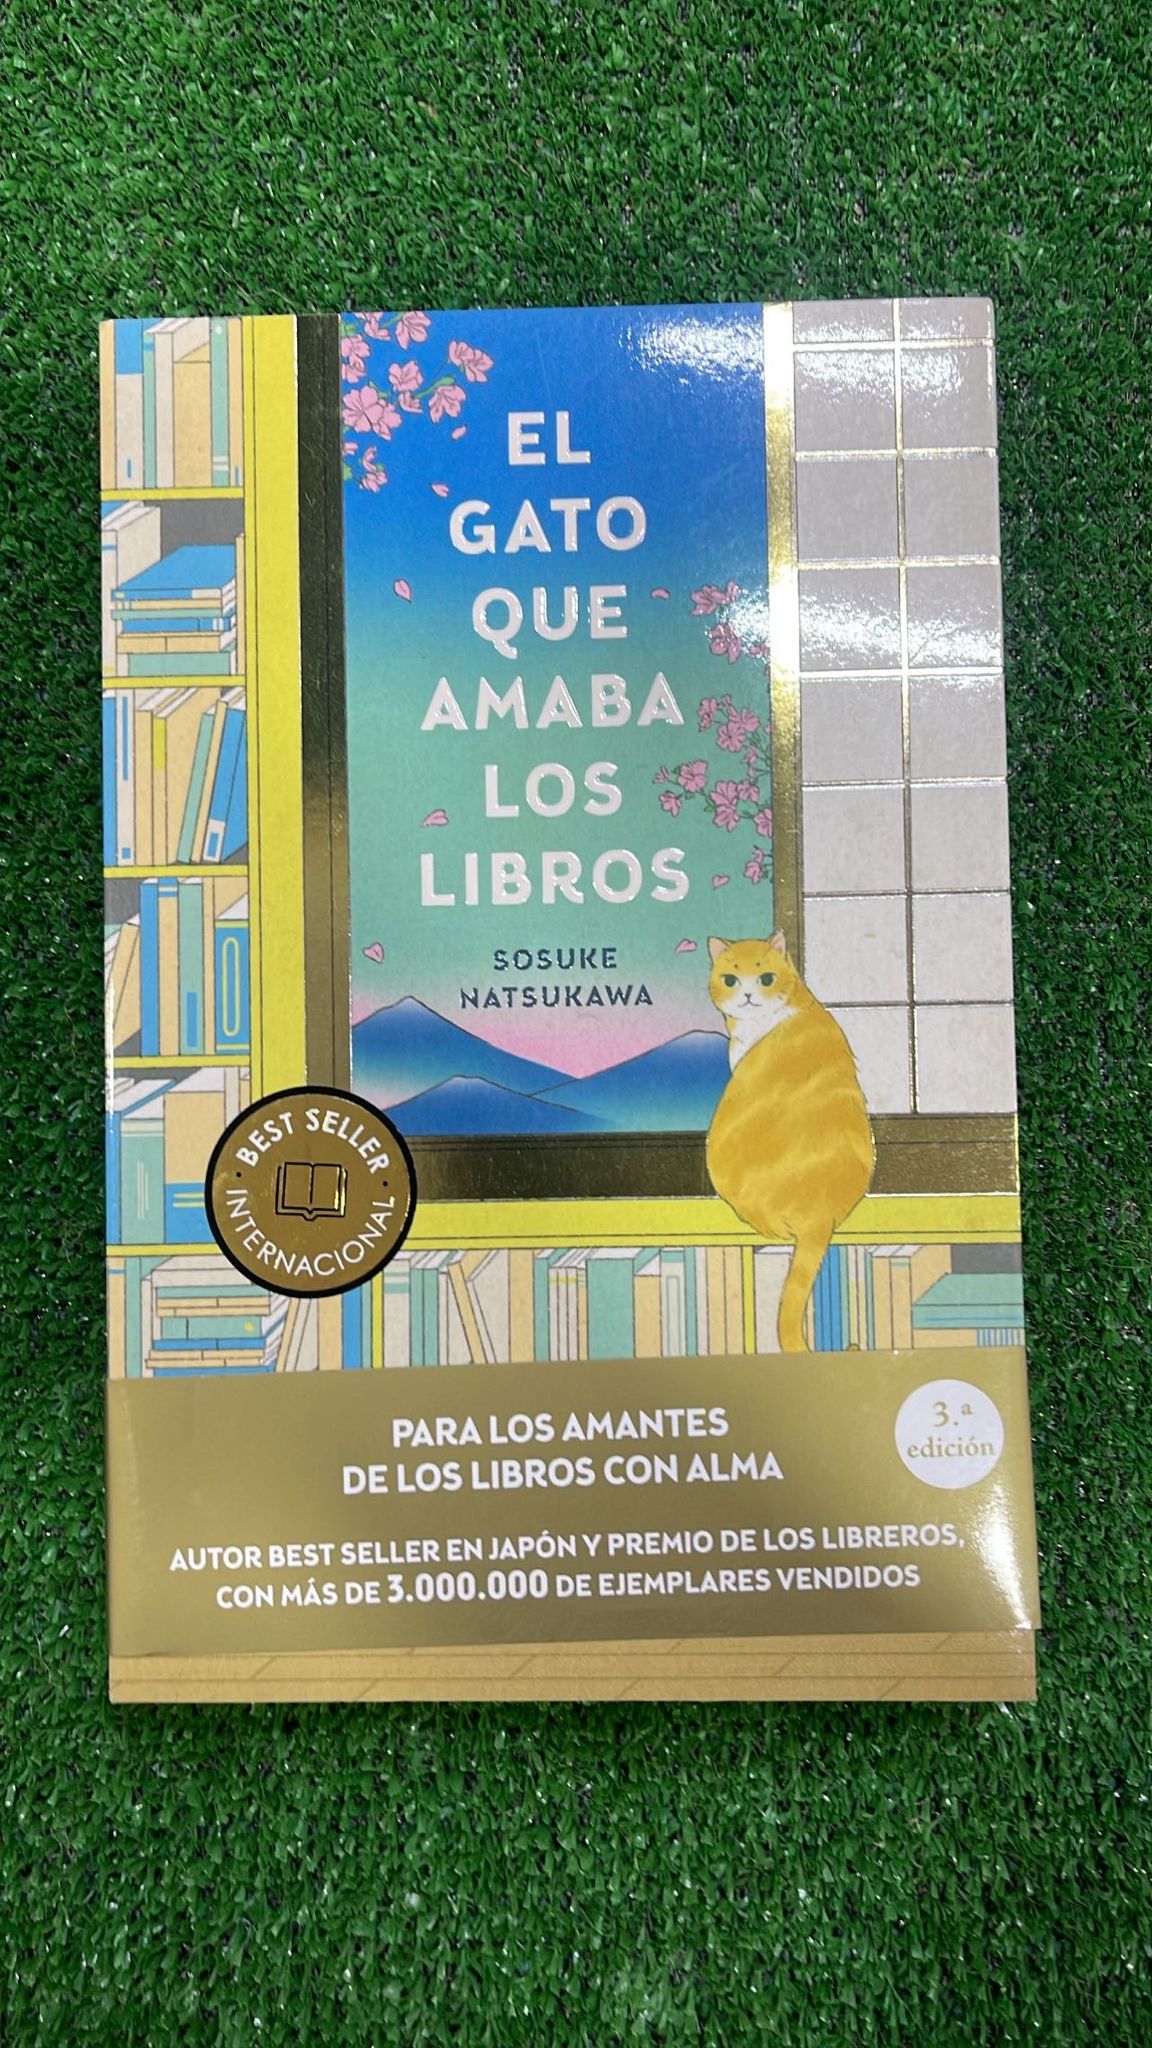 EL
GATO
QUE
AMABA
LOS
LIBROS
SOSUKE
NATSUKAWA
· BEST SELLER ·
INTERNACIONAL
PARA LOS AMANTES
DE LOS LIBROS CON ALMA
3.ª
edición
AUTOR BEST SELLER EN JAPÓN Y PREMIO DE LOS LIBREROS,
CON MÁS DE 3.000.000 DE EJEMPLARES VENDIDOS